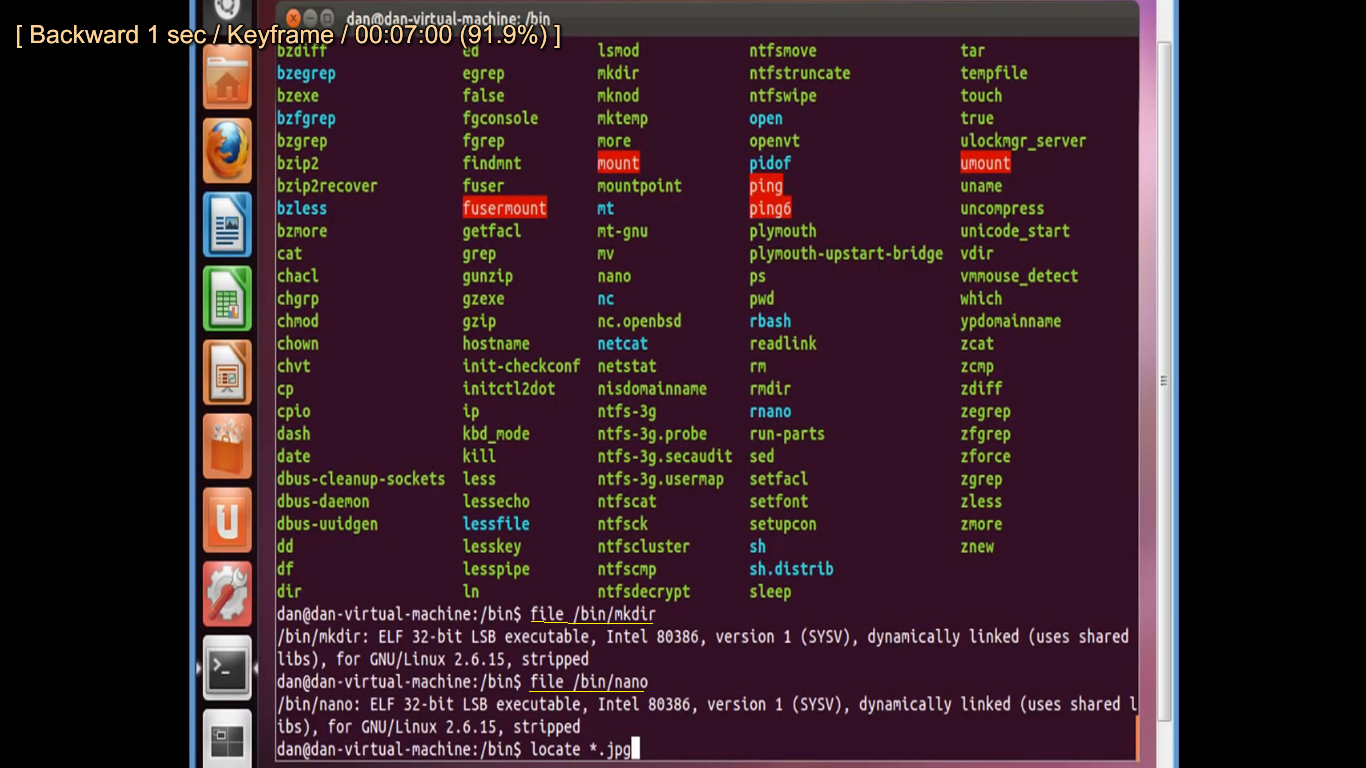 [ Backward 1 sec / Keyframe / 00:07:00 (91.9%) ]
dan@dan-virtual-machine: /bin
bzdiff ed lsmod ntfsmove tar
bzegrep egrep mkdir ntfstruncate tempfile
bzexe false mknod ntfswipe touch
bzfgrep fgconsole mktemp open true
bzgrep fgrep more openvt ulockmgr_server
bzip2 findmnt mount pidof umount
bzip2recover fuser mountpoint ping uname
bzless fusermount mt ping6 uncompress
bzmore getfacl mt-gnu plymouth unicode_start
cat grep mv plymouth-upstart-bridge vdir
chacl gunzip nano ps vmmouse_detect
chgrp gzexe nc pwd which
chmod gzip nc.openbsd rbash ypdomainname
chown hostname netcat readlink zcat
chvt init-checkconf netstat rm zcmp
cp initctl2dot nisdomainname rmdir zdiff
cpio ip ntfs-3g rnano zegrep
dash kbd_mode ntfs-3g.probe run-parts zfgrep
date kill ntfs-3g.secaudit sed zforce
dbus-cleanup-sockets less ntfs-3g.usermap setfacl zgrep
dbus-daemon lessecho ntfscat setfont zless
dbus-uuidgen lessfile ntfsck setupcon zmore
dd lesskey ntfscluster sh znew
df lesspipe ntfscmp sh.distrib
dir ln ntfsdecrypt sleep
dan@dan-virtual-machine:/bin$ file /bin/mkdir
/bin/mkdir: ELF 32-bit LSB executable, Intel 80386, version 1 (SYSV), dynamically linked (uses shared
libs), for GNU/Linux 2.6.15, stripped
dan@dan-virtual-machine:/bin$ file /bin/nano
/bin/nano: ELF 32-bit LSB executable, Intel 80386, version 1 (SYSV), dynamically linked (uses shared l
ibs), for GNU/Linux 2.6.15, stripped
dan@dan-virtual-machine:/bin$ locate *.jpg